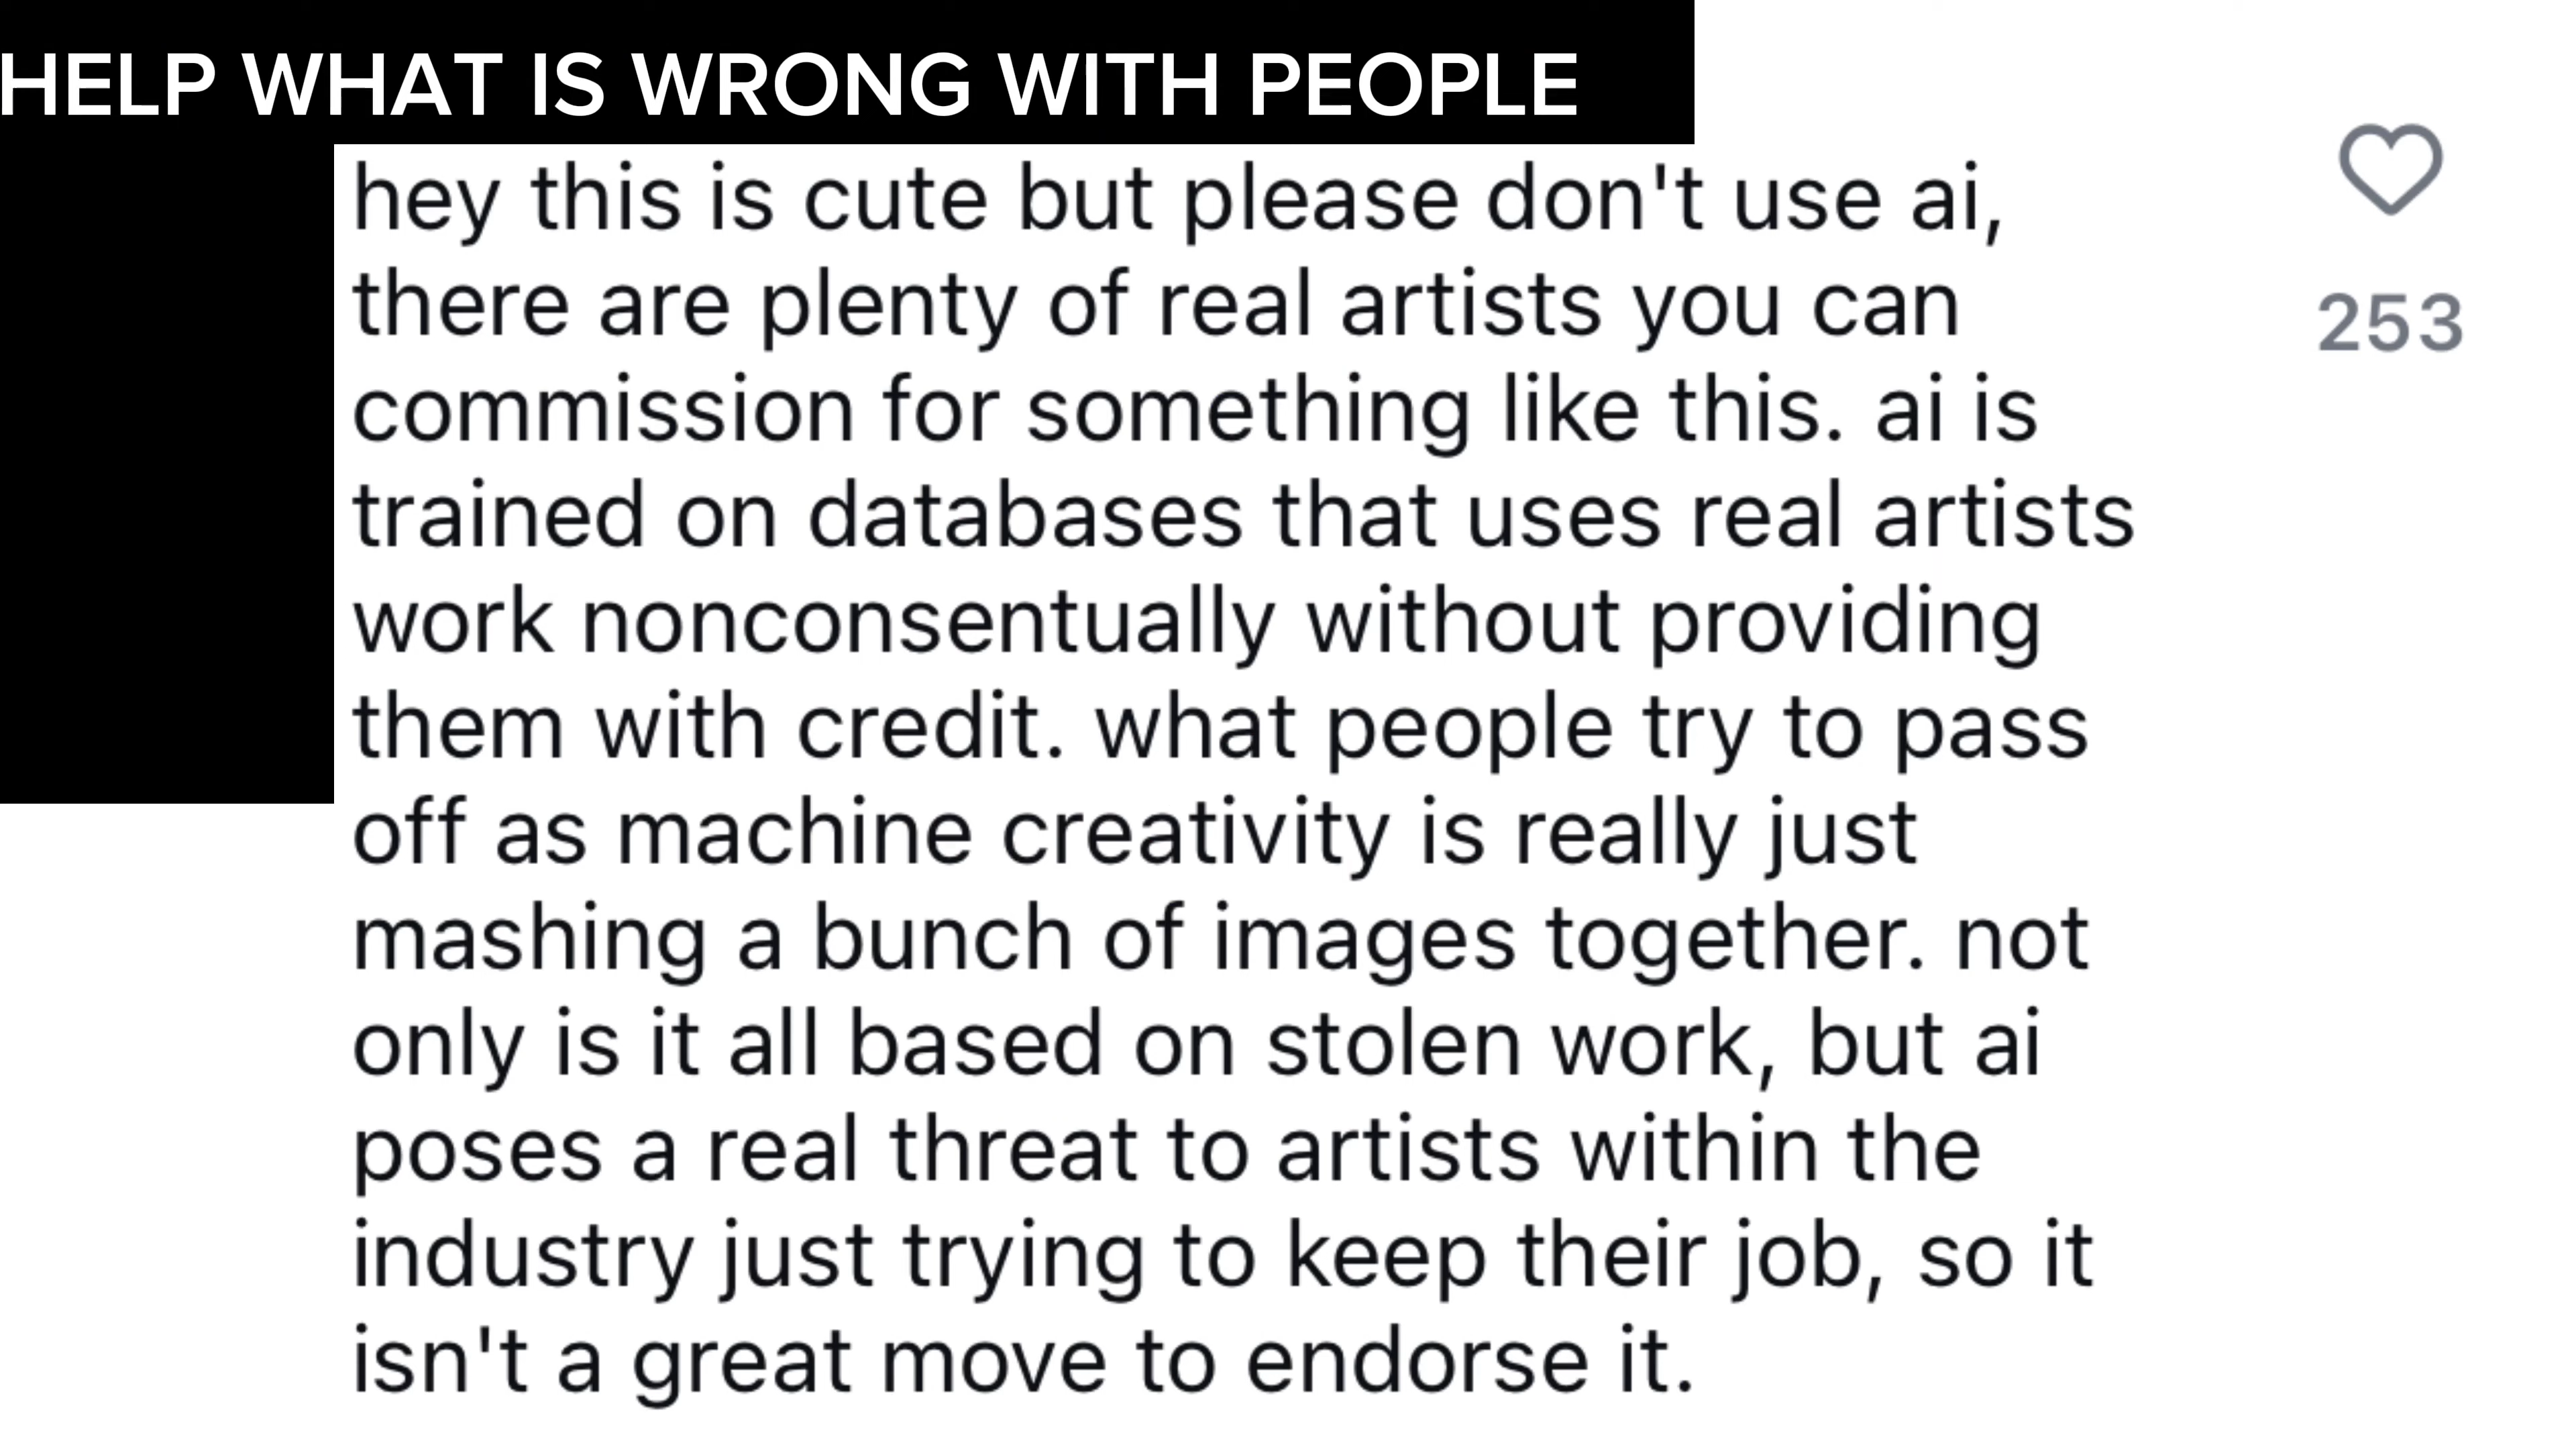 HELP WHAT IS WRONG WITH PEOPLE
hey this is cute but please don't use ai,
there are plenty of real artists you can
commission for something like this. ai is
trained on databases that uses real artists
work nonconsentually without providing
them with credit. what people try to pass
off as machine creativity is really just
mashing a bunch of images together. not
only is it all based on stolen work, but ai
poses a real threat to artists within the
industry just trying to keep their job, so it
isn't a great move to endorse it.
253